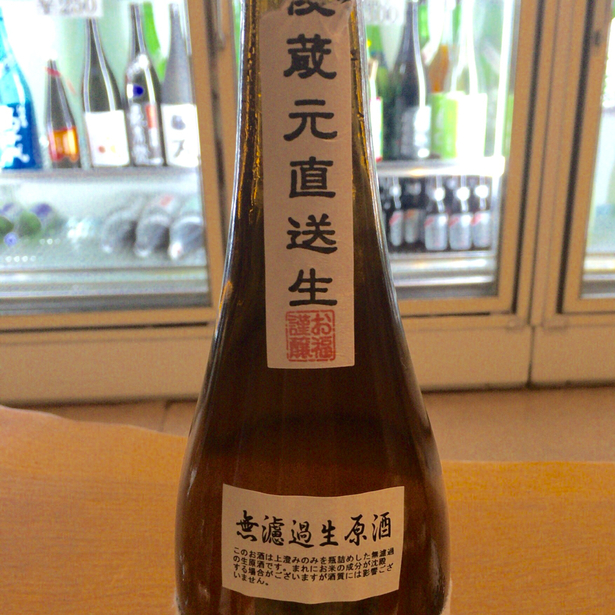 蔵元直送生
お福
謹醸
無濾過生原酒
このお酒は上澄みのみを瓶詰めした無濾過
の生原酒です。まれにお米の成分が沈殿
する場合がございますが酒質には影響ござ
いません。